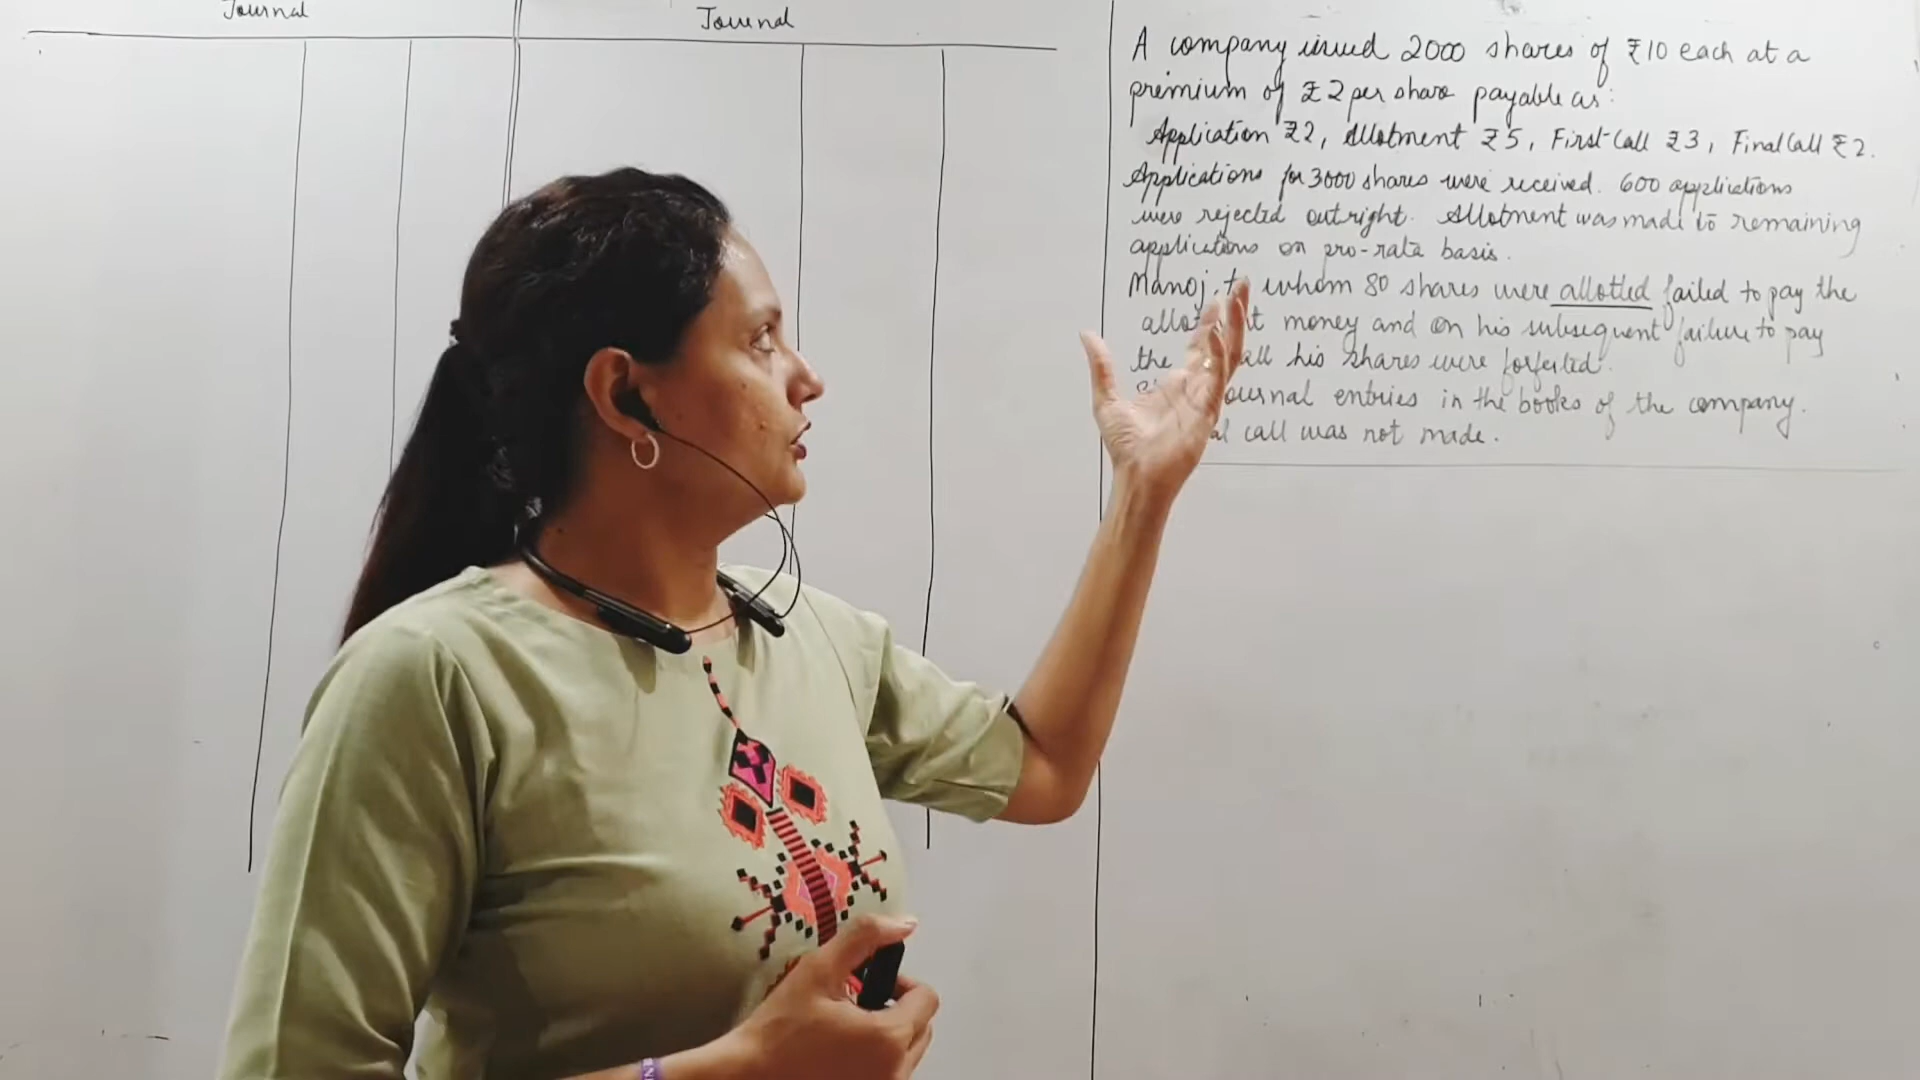 Journal
Journal
A company issued 2000 shares of ₹10 each at a
premium of ₹2 per share payable as:
Application ₹2, Allotment ₹5, First Call ₹3, Final Call ₹2.
Applications for 3000 shares were received. 600 applications
were rejected outright. Allotment was made to remaining
applications on pro-rata basis.
Manoj, to whom 80 shares were allotted failed to pay the
money and on his subsequent failure to pay
the his shares were forfeited.
entries in the books of the company.
call was not made.